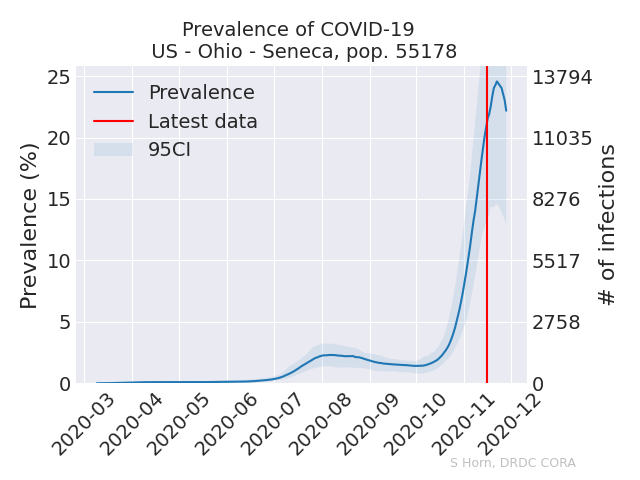 Prevalence of COVID-19
US - Ohio - Seneca, pop. 55178
Prevalence
Latest data
95CI
Prevalence (%)
25
20
15
10
5
0
13794
11035
8276
5517
2758
0
# of infections
2020-03
2020-04
2020-05
2020-06
2020-07
2020-08
2020-09
2020-10
2020-11
2020-12
S Horn, DRDC CORA